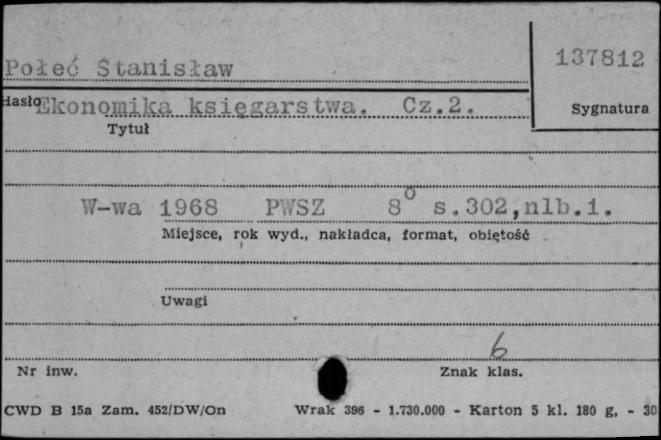 137812
Połeć Stanisław
Hasło Ekonomika księgarstwa. Cz.2.
Sygnatura
Tytuł
W-wa 1968 PWSZ 8° s.302,nlb.1.
Miejsce, rok wyd., nakładca, format, obiętość
Uwagi
6
Nr inw. Znak klas.
CWD B 15a Zam. 452/DW/On Wrak 396 - 1.730.000 - Karton 5 kl. 180 g, - 30